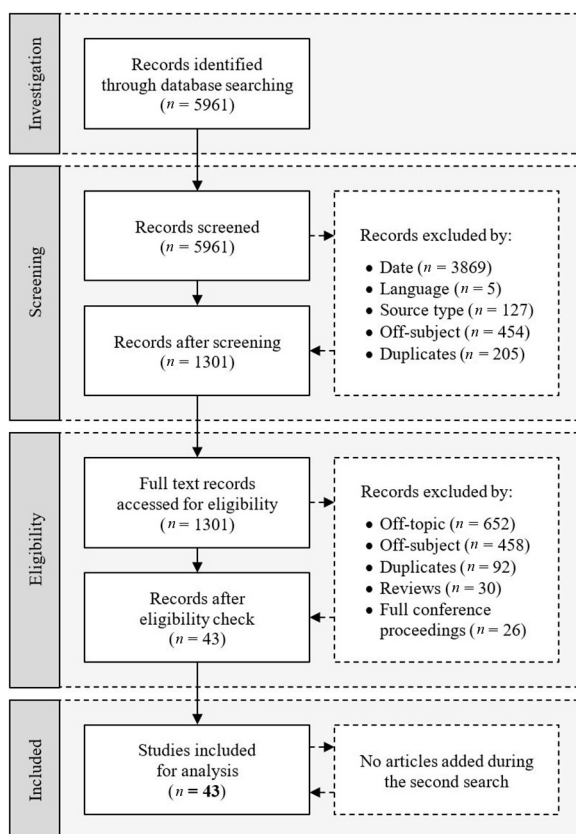 Investigation
Records identified
through database searching
(n = 5961)
Screening
Records screened
(n = 5961)
Records excluded by:
• Date (n = 3869)
• Language (n = 5)
• Source type (n = 127)
• Off-subject (n = 454)
• Duplicates (n = 205)
Records after screening
(n = 1301)
Eligibility
Full text records
accessed for eligibility
(n = 1301)
Records excluded by:
• Off-topic (n = 652)
• Off-subject (n = 458)
• Duplicates (n = 92)
• Reviews (n = 30)
• Full conference
proceedings (n = 26)
Records after
eligibility check
(n = 43)
Included
Studies included
for analysis
(n = 43)
No articles added during
the second search